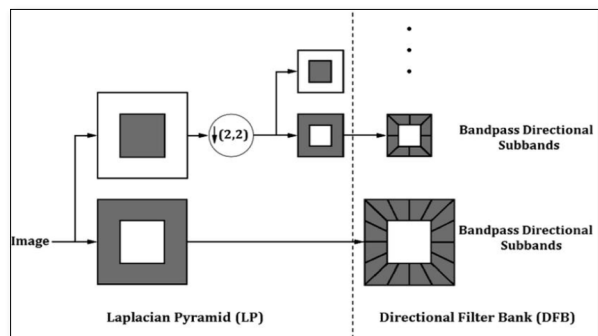 (2,2)
Bandpass Directional
Subbands
Image
Bandpass Directional
Subbands
Laplacian Pyramid (LP)
Directional Filter Bank (DFB)